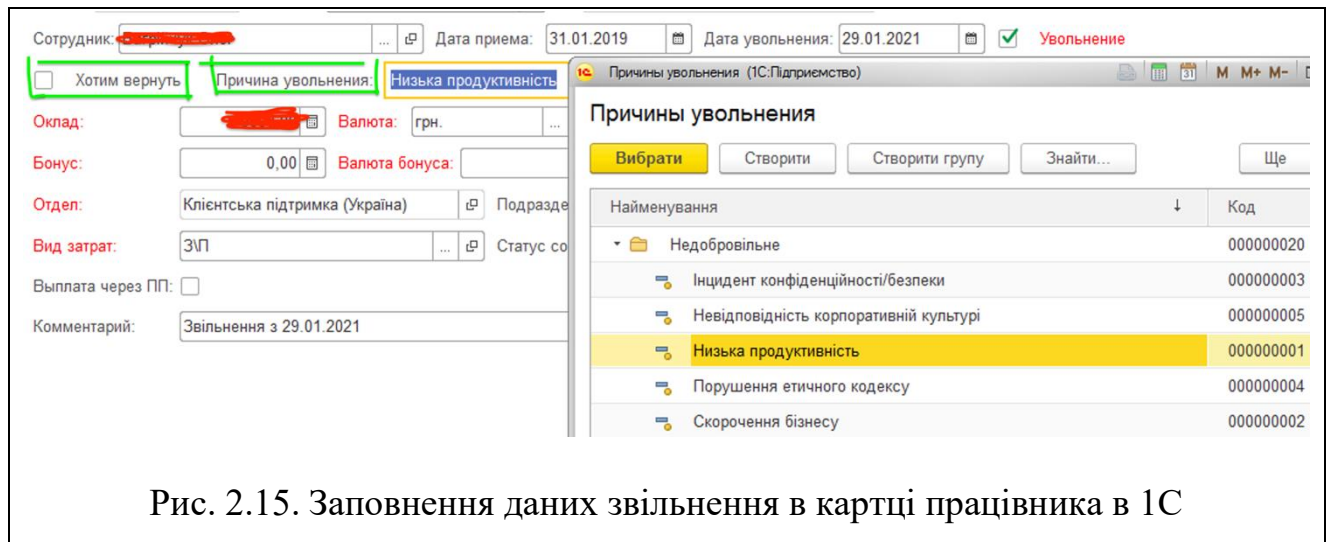 Сотрудник: ... Дата приема: 31.01.2019 Дата увольнения: 29.01.2021 Увольнение
Хотим вернуть Причина увольнения: Низька продуктивність
Причины увольнения (1С:Підприємство) M M+ M-
Причины увольнения
Оклад: Валюта: грн. ...
Вибрати Створити Створити групу Знайти... Ще
Бонус: 0,00 Валюта бонуса:
Найменування ↓ Код
Отдел: Клієнтська підтримка (Україна) Подразде
Недобровільне 000000020
Вид затрат: З\П ... Статус со
Інцидент конфіденційності/безпеки 000000003
Выплата через ПП:
Невідповідність корпоративній культурі 000000005
Комментарий: Звільнення з 29.01.2021
Низька продуктивність 000000001
Порушення етичного кодексу 000000004
Скорочення бізнесу 000000002
Рис. 2.15. Заповнення даних звільнення в картці працівника в 1С